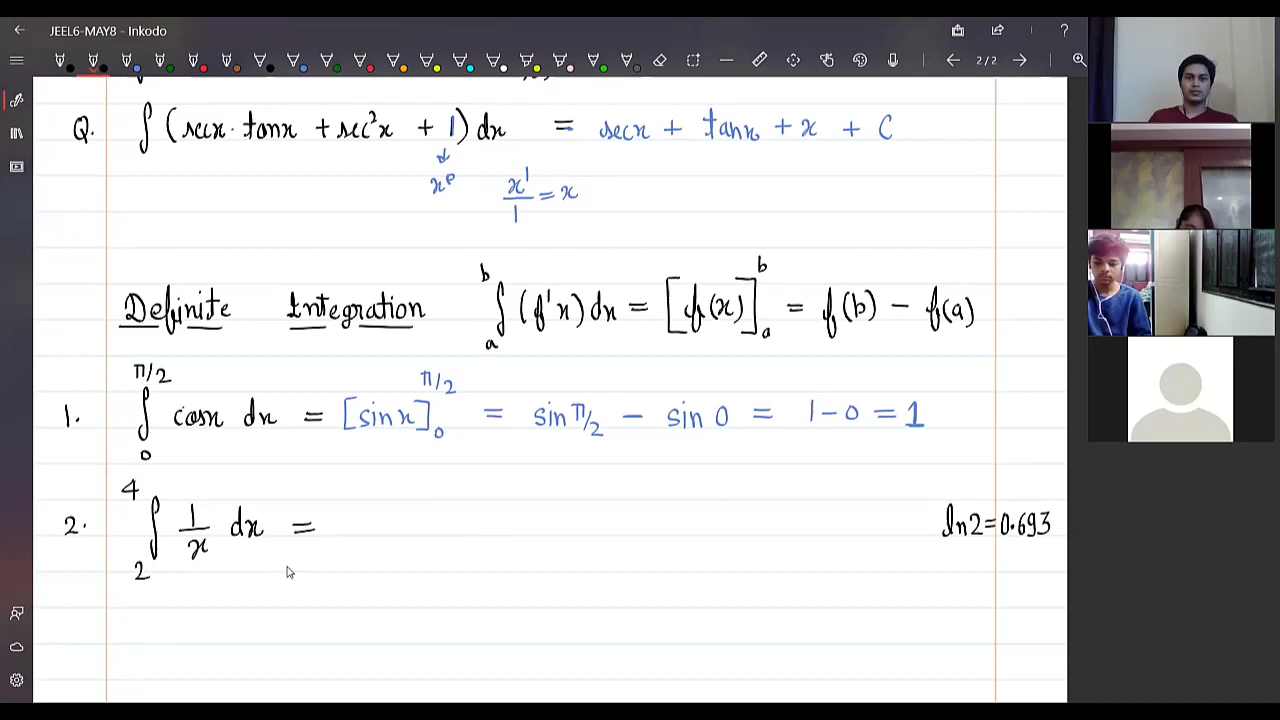 JEEL6-MAY8 - Inkodo
2/2
Q. ∫ (secx· tanx + sec²x + 1) dx = secx + tanx + x + C
x⁰
x¹/1 = x
Definite Integration ∫ₐᵇ (f'x) dx = [f(x)]ₐᵇ = f(b) - f(a)
1. ∫₀^(π/2) cosx dx = [sin x]₀^(π/2) = sin π/2 - sin 0 = 1 - 0 = 1
2. ∫₂⁴ 1/x dx = ln2=0.693